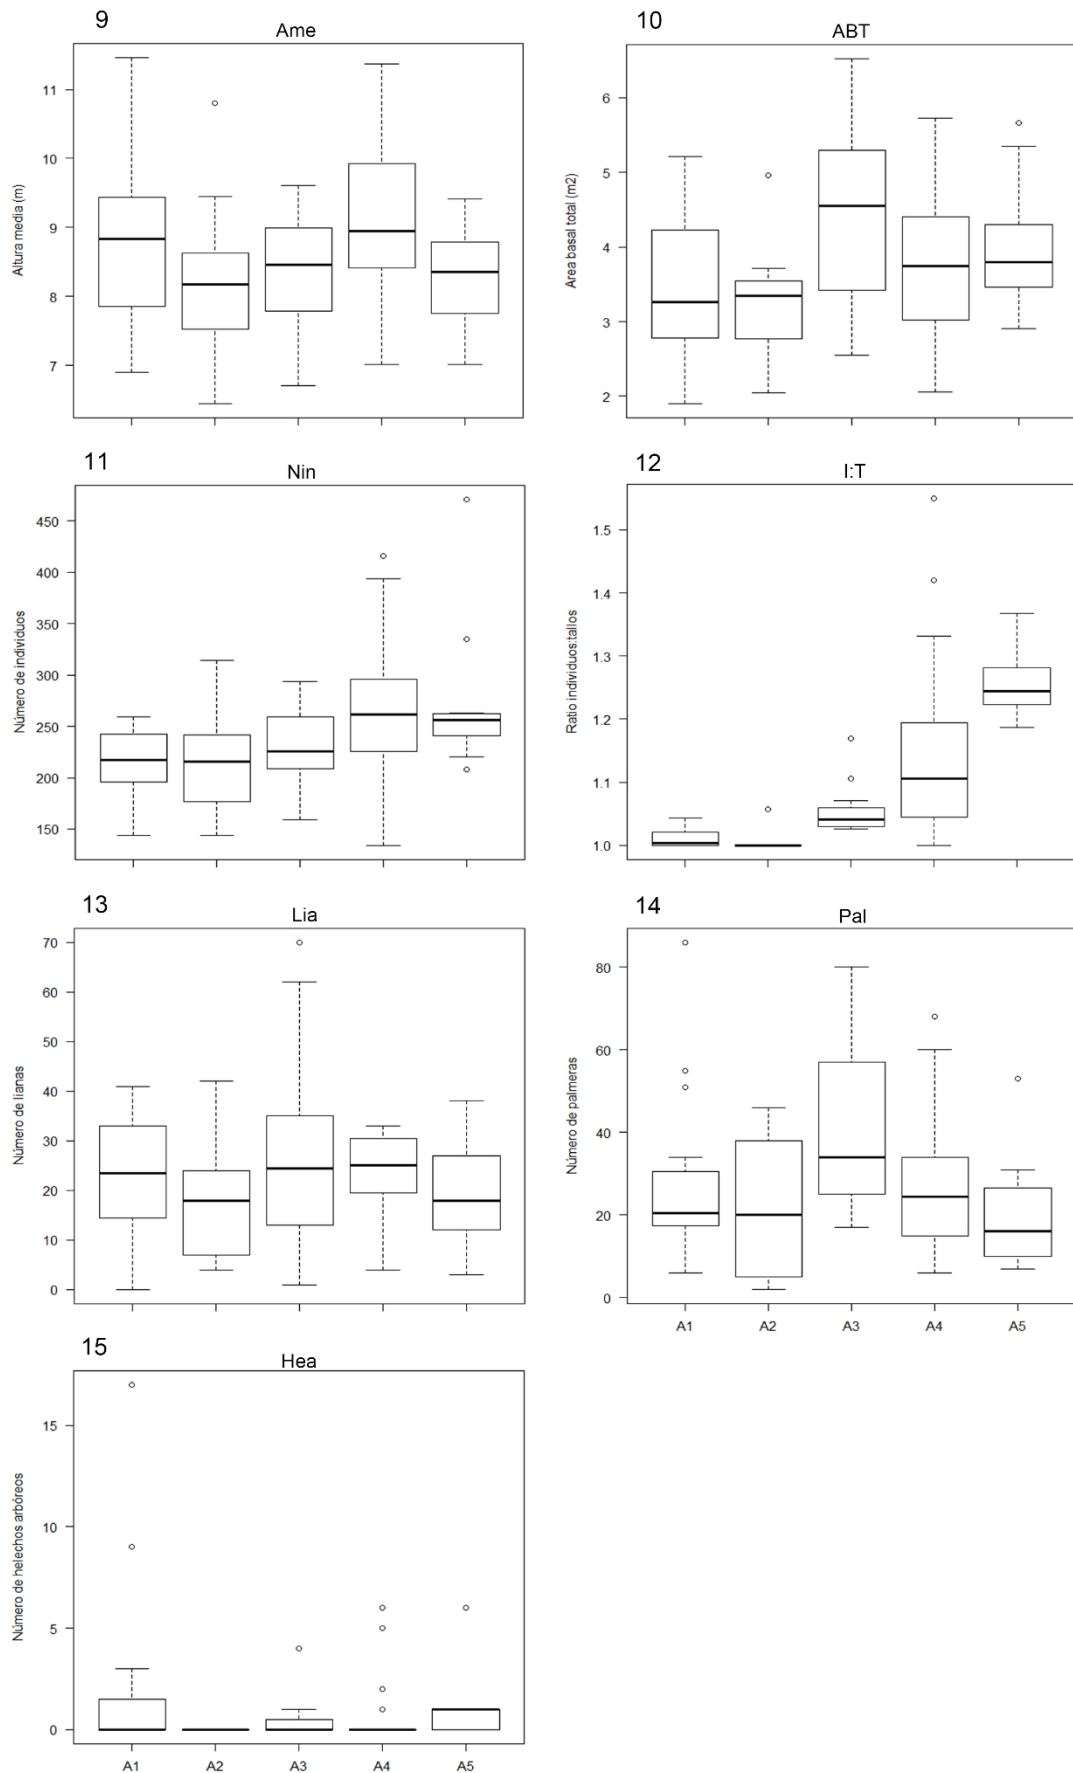 9
Ame
Altura media (m)
11
10
9
8
7
10
ABT
Area basal total (m2)
6
5
4
3
2
11
Nin
Número de individuos
450
400
350
300
250
200
150
12
I:T
Ratio individuos:tallos
1.5
1.4
1.3
1.2
1.1
1.0
13
Lia
Número de lianas
70
60
50
40
30
20
10
0
14
Pal
Número de palmeras
80
60
40
20
0
A1 A2 A3 A4 A5
15
Hea
Número de helechos arbóreos
15
10
5
0
A1 A2 A3 A4 A5